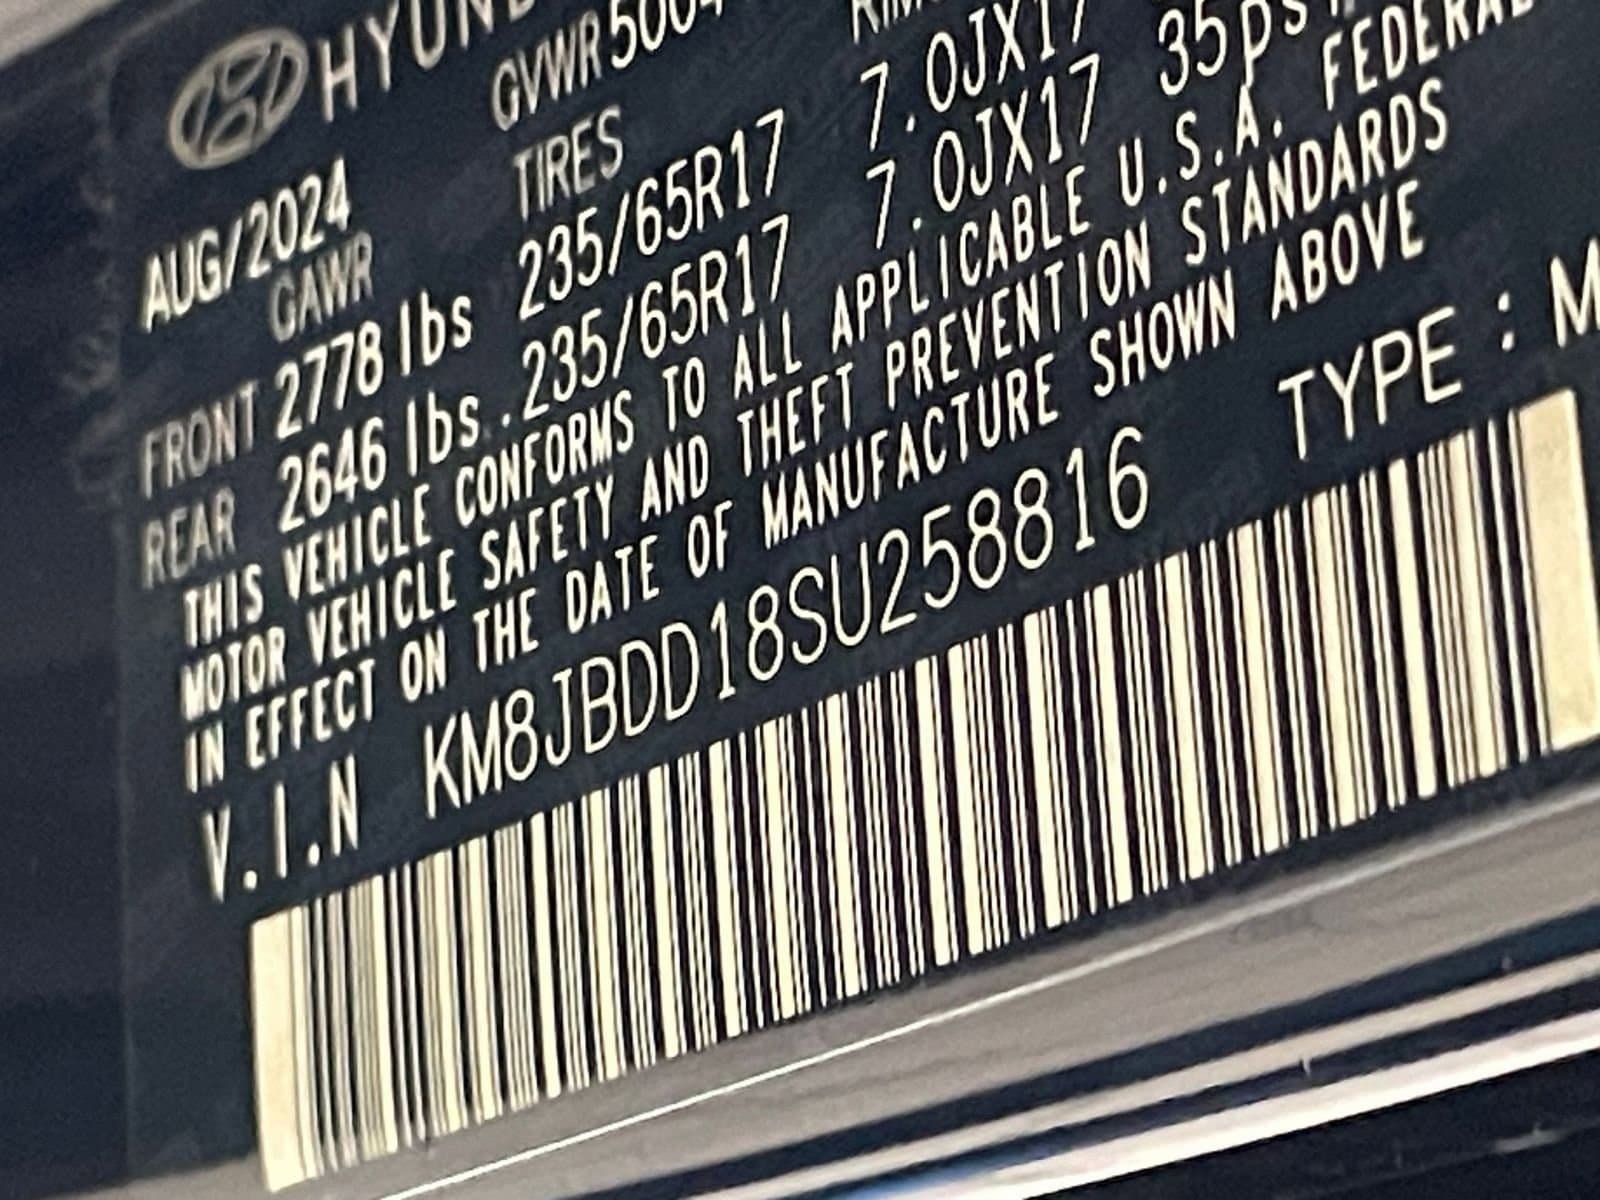 AUG/2024 GVWR
GAWR TIRES
FRONT 2778 lbs 235/65R17 7.0JX17
REAR 2646 lbs. 235/65R17 7.0JX17 35psi
THIS VEHICLE CONFORMS TO ALL APPLICABLE U.S.A. FEDERAL
MOTOR VEHICLE SAFETY AND THEFT PREVENTION STANDARDS
IN EFFECT ON THE DATE OF MANUFACTURE SHOWN ABOVE
V.I.N KM8JBDD18SU258816 TYPE :